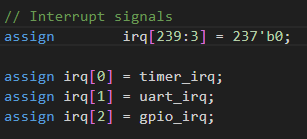 // Interrupt signals
assign irq[239:3] = 237'b0;
assign irq[0] = timer_irq;
assign irq[1] = uart_irq;
assign irq[2] = gpio_irq;